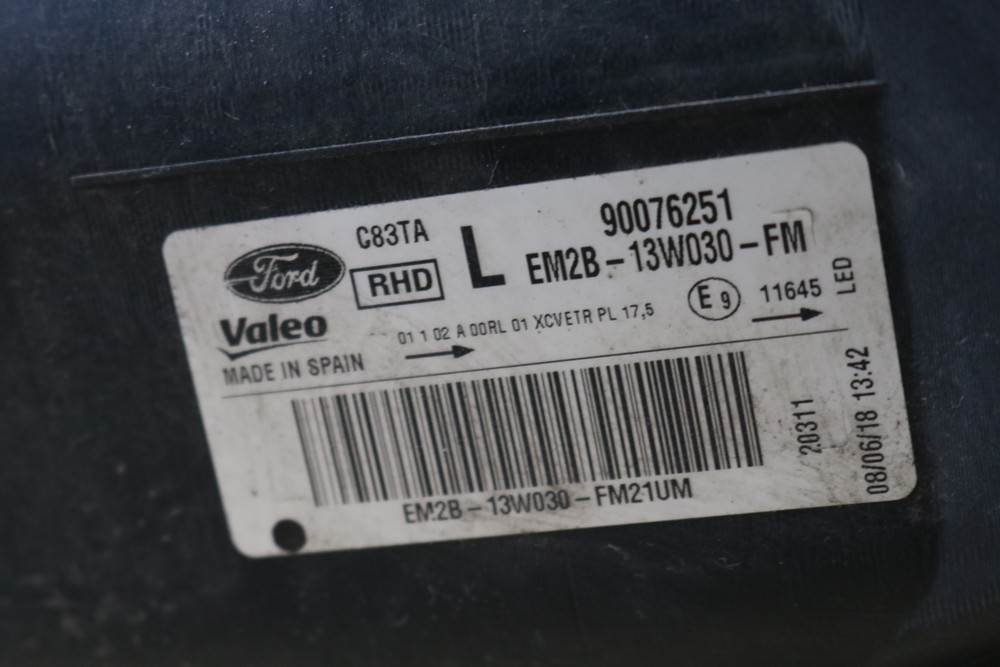 Ford
C83TA
RHD
L
90076251
EM2B-13W030-FM
Valeo
MADE IN SPAIN
01 1 02 A 00RL 01 XCVETR PL 17,5
E9
11645
LED
EM2B-13W030-FM21UM
20311
08/06/18 13:42